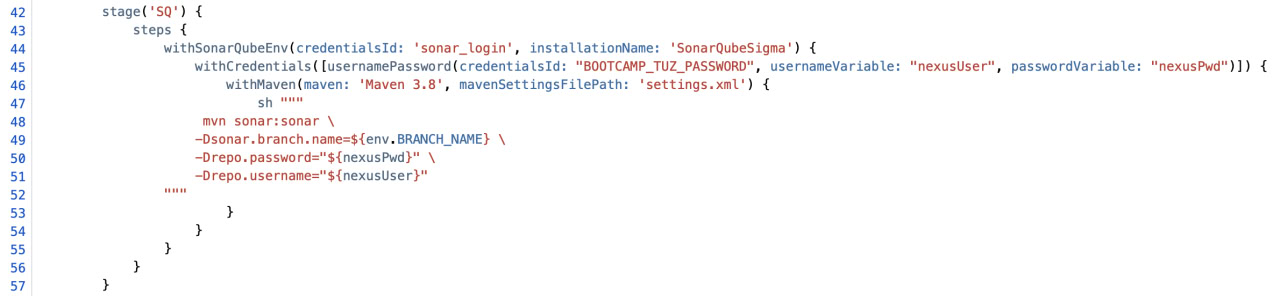 42 stage('SQ') {
43 steps {
44 withSonarQubeEnv(credentialsId: 'sonar_login', installationName: 'SonarQubeSigma') {
45 withCredentials([usernamePassword(credentialsId: "BOOTCAMP_TUZ_PASSWORD", usernameVariable: "nexusUser", passwordVariable: "nexusPwd")]) {
46 withMaven(maven: 'Maven 3.8', mavenSettingsFilePath: 'settings.xml') {
47 sh """
48 mvn sonar:sonar \
49 -Dsonar.branch.name=${env.BRANCH_NAME} \
50 -Drepo.password="${nexusPwd}" \
51 -Drepo.username="${nexusUser}"
52 """
53 }
54 }
55 }
56 }
57 }